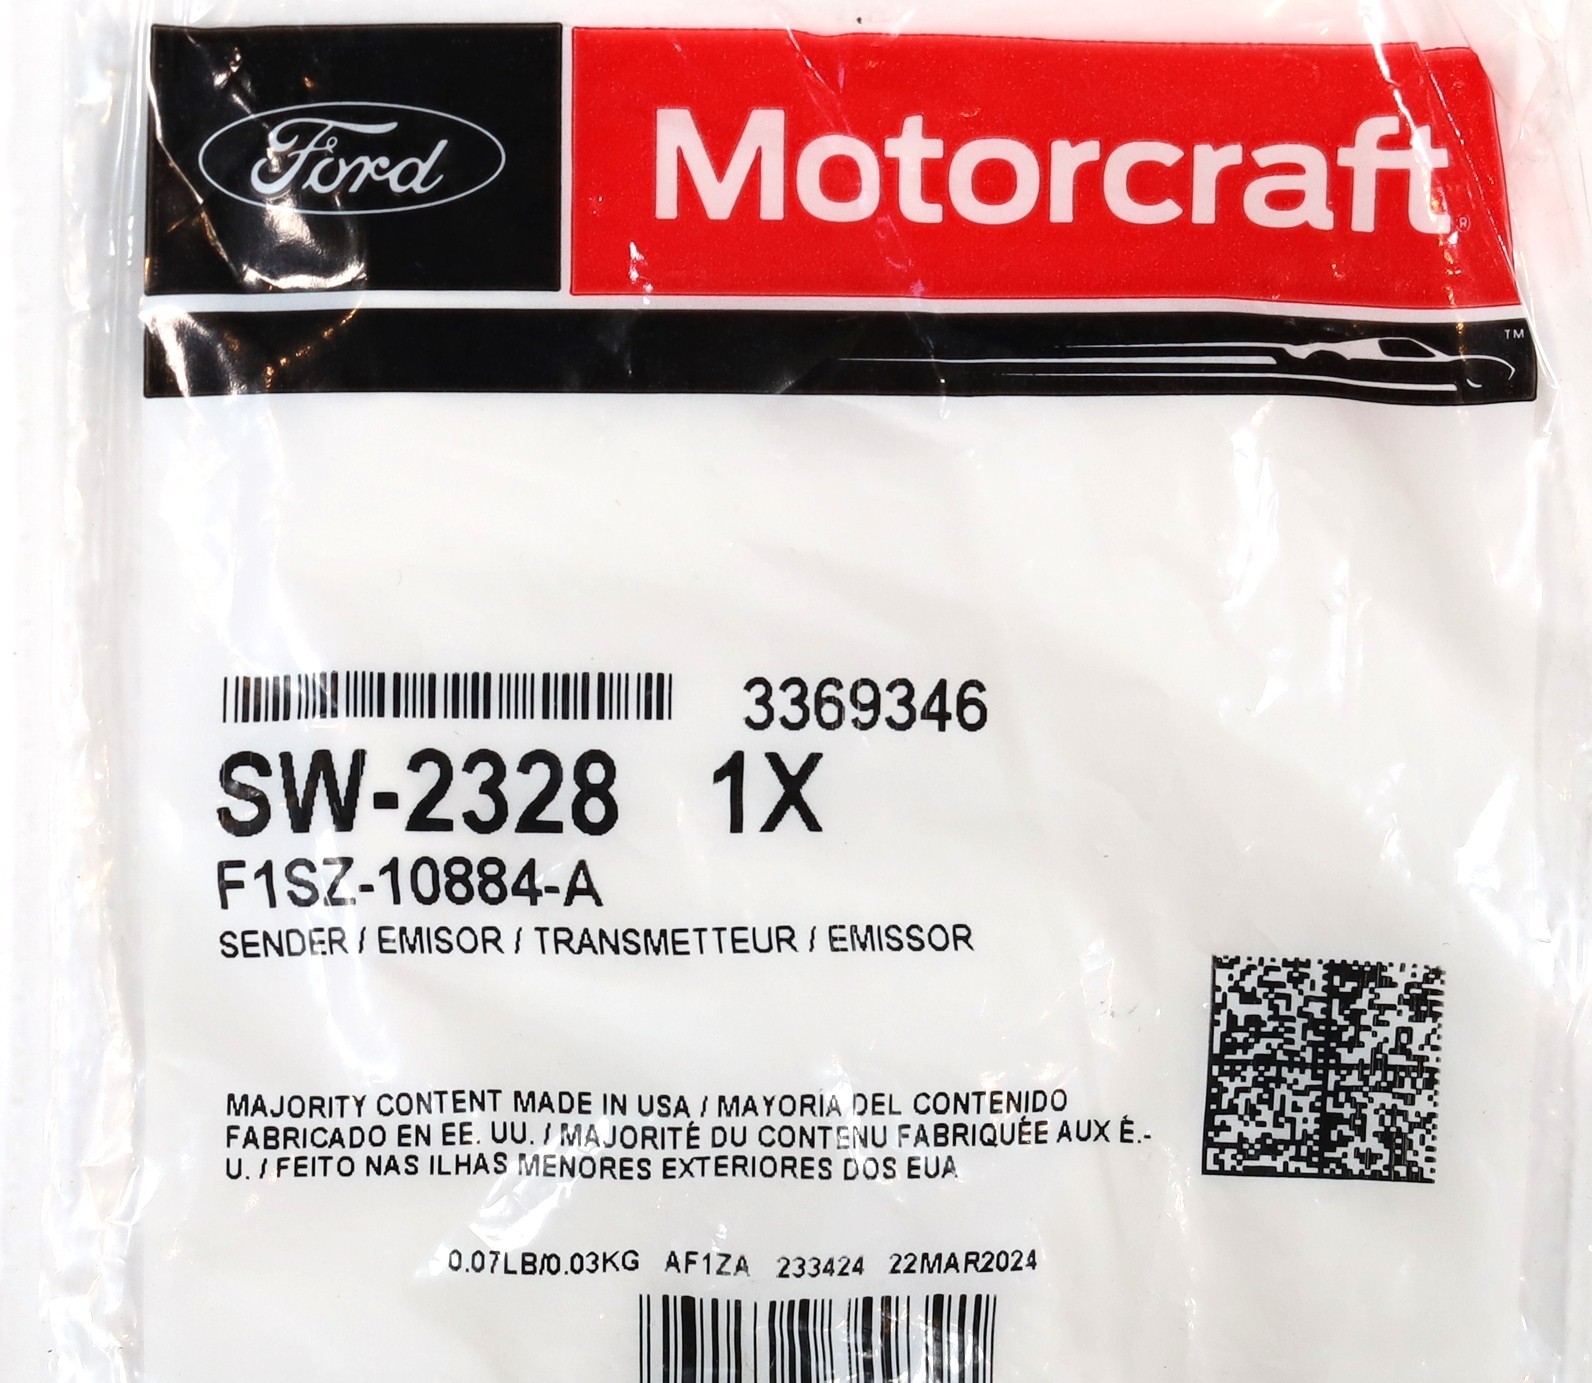 Ford
Motorcraft®
™
3369346
SW-2328 1X
F1SZ-10884-A
SENDER / EMISOR / TRANSMETTEUR / EMISSOR
MAJORITY CONTENT MADE IN USA / MAYORÍA DEL CONTENIDO
FABRICADO EN EE. UU. / MAJORITÉ DU CONTENU FABRIQUÉE AUX É.-
U. / FEITO NAS ILHAS MENORES EXTERIORES DOS EUA
0.07LB/0.03KG AF1ZA 233424 22MAR2024